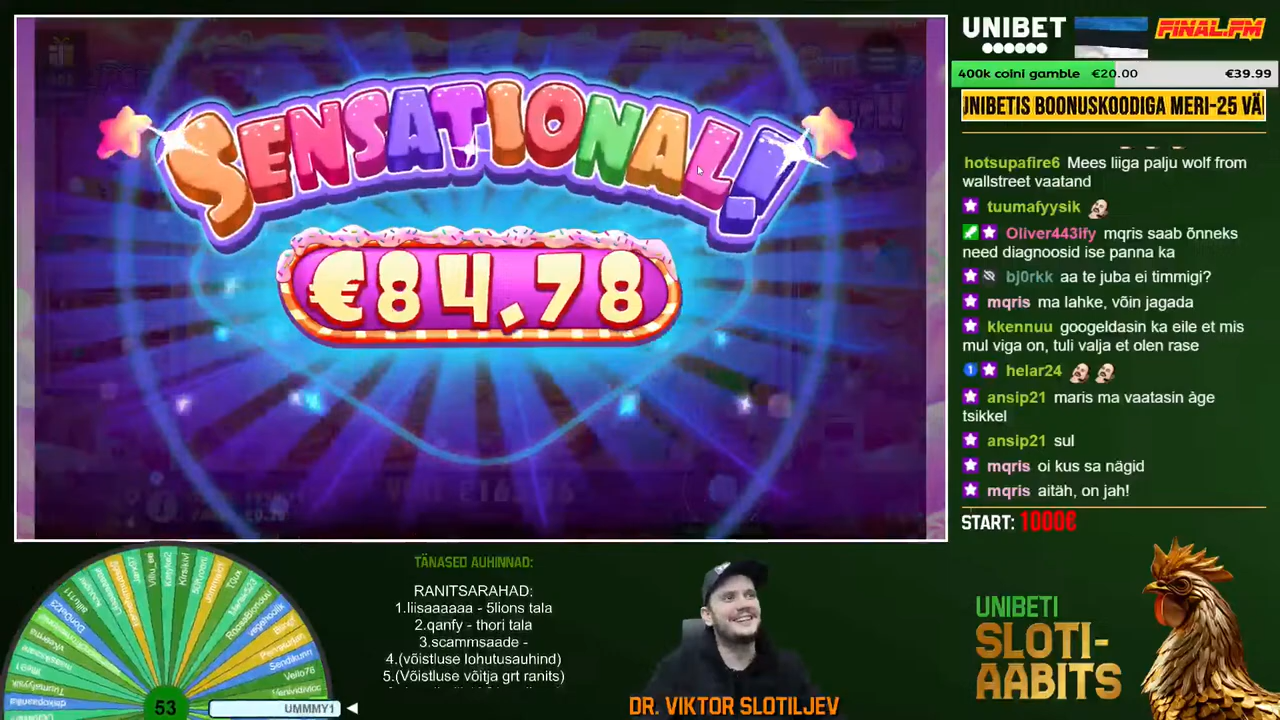 SENSATIONAL!
€84.78
UNIBET
FINAL.FM
400k coini gamble €20.00 €39.99
UNIBETIS BOONUSKOODIGA MERI-25 VÄ
hotsupafire6 Mees liiga palju wolf from
wallstreet vaatand
tuumafyysik
Oliver443ify mqris saab õnneks
need diagnoosid ise panna ka
bj0rkk aa te juba ei timmigi?
mqris ma lahke, võin jagada
kkennuu googeldasin ka eile et mis
mul viga on, tuli valja et olen rase
helar24
ansip21 maris ma vaatasin àge
tsikkel
ansip21 sul
mqris oi kus sa nägid
mqris aitäh, on jah!
START: 1000€
TÄNASED AUHINNAD:
RANITSARAHAD:
1.liisaaaaaa - 5lions tala
2.qanfy - thori tala
3.scammsaade -
4.(võistluse lohutusauhind)
5.(Võistluse võitja grt ranits)
53
UMMMY1
Sendikunn
Vello76
DR. VIKTOR SLOTILJEV
UNIBETI
SLOTI-
AABITS